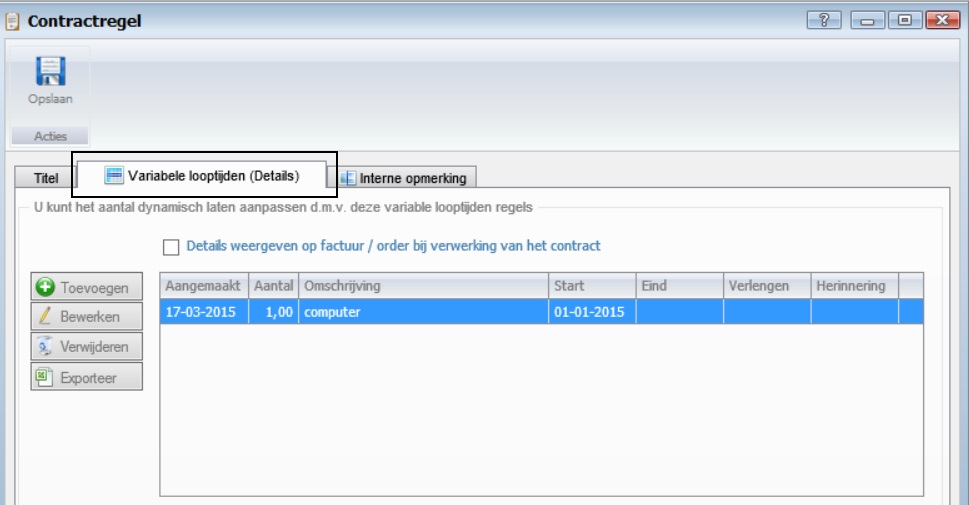 Contractregel
?
Opslaan
Acties
Titel Variabele looptijden (Details) Interne opmerking
U kunt het aantal dynamisch laten aanpassen d.m.v. deze variable looptijden regels
Details weergeven op factuur / order bij verwerking van het contract
Toevoegen
Bewerken
Verwijderen
Exporteer
Aangemaakt Aantal Omschrijving Start Eind Verlengen Herinnering
17-03-2015 1,00 computer 01-01-2015